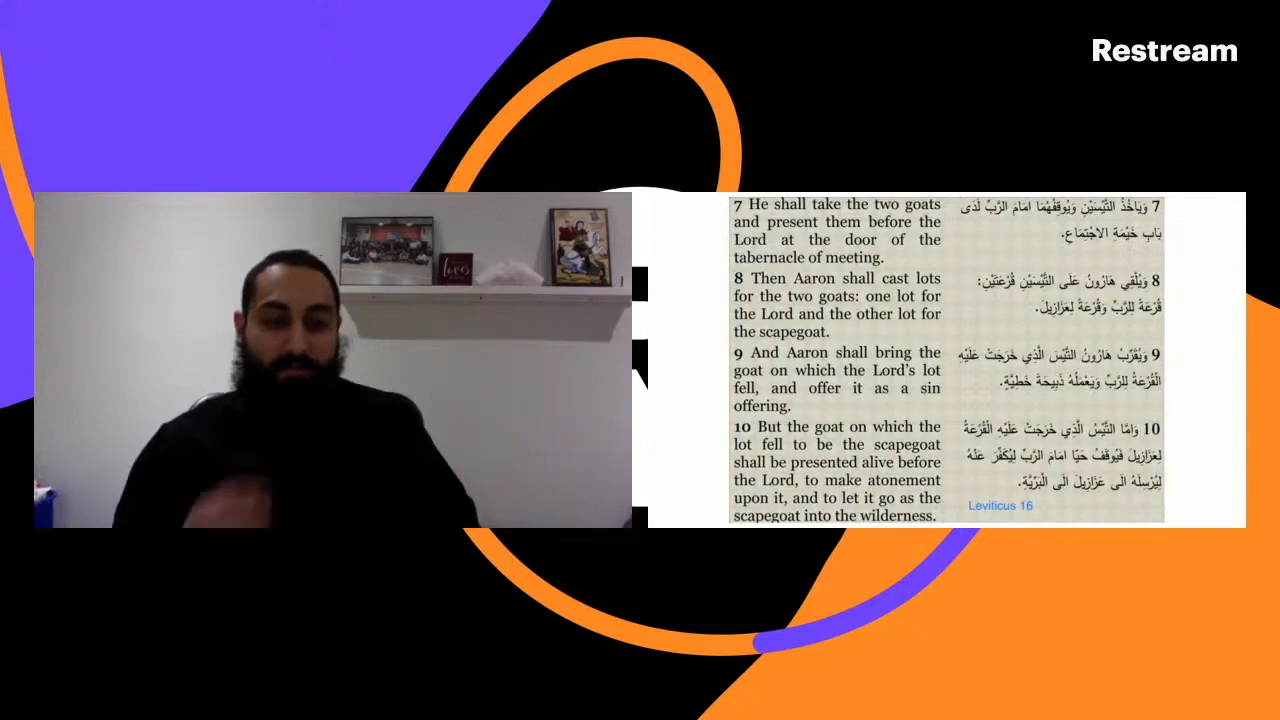 Restream
7 He shall take the two goats
and present them before the
Lord at the door of the
tabernacle of meeting.
8 Then Aaron shall cast lots
for the two goats: one lot for
the Lord and the other lot for
the scapegoat.
9 And Aaron shall bring the
goat on which the Lord's lot
fell, and offer it as a sin
offering.
10 But the goat on which the
lot fell to be the scapegoat
shall be presented alive before
the Lord, to make atonement
upon it, and to let it go as the
scapegoat into the wilderness.
7 وَيَاخُذُ التَّيْسَيْنِ وَيُوقِفُهُمَا امَامَ الرَّبِّ لَدَى
بَابِ خَيْمَةِ الاجْتِمَاعِ.
8 وَيُلْقِي هَارُونُ عَلَى التَّيْسَيْنِ قُرْعَتَيْنِ:
قُرْعَةً لِلرَّبِّ وَقُرْعَةً لِعَزَازِيلَ.
9 وَيُقَرِّبُ هَارُونُ التَّيْسَ الَّذِي خَرَجَتْ عَلَيْهِ
الْقُرْعَةُ لِلرَّبِّ وَيَعْمَلُهُ ذَبِيحَةَ خَطِيَّةٍ.
10 وَامَّا التَّيْسُ الَّذِي خَرَجَتْ عَلَيْهِ الْقُرْعَةُ
لِعَزَازِيلَ فَيُوقَفُ حَيّا امَامَ الرَّبِّ لِيُكَفِّرَ عَنْهُ
لِيُرْسِلَهُ الَى عَزَازِيلَ الَى الْبَرِّيَّةِ.
Leviticus 16